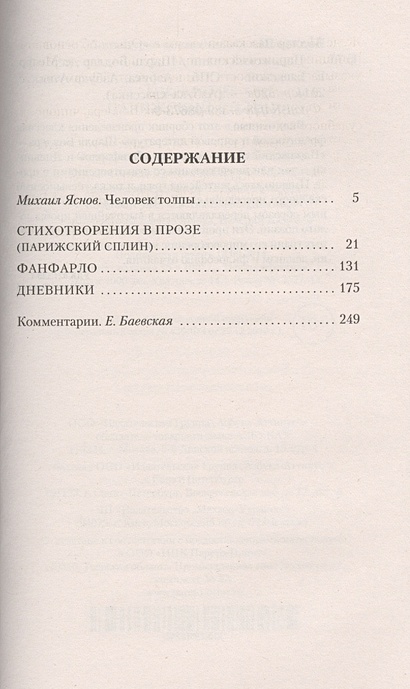 СОДЕРЖАНИЕ
Михаил Яснов. Человек толпы . . . . . . . . . . . . . . . . . . . . . . 5
СТИХОТВОРЕНИЯ В ПРОЗЕ
(ПАРИЖСКИЙ СПЛИН) . . . . . . . . . . . . . . . . . . . . . . . . . . . 21
ФАНФАРЛО . . . . . . . . . . . . . . . . . . . . . . . . . . . . . . . . . . 131
ДНЕВНИКИ . . . . . . . . . . . . . . . . . . . . . . . . . . . . . . . . . . 175
Комментарии. Е. Баевская . . . . . . . . . . . . . . . . . . . . . . . . 249